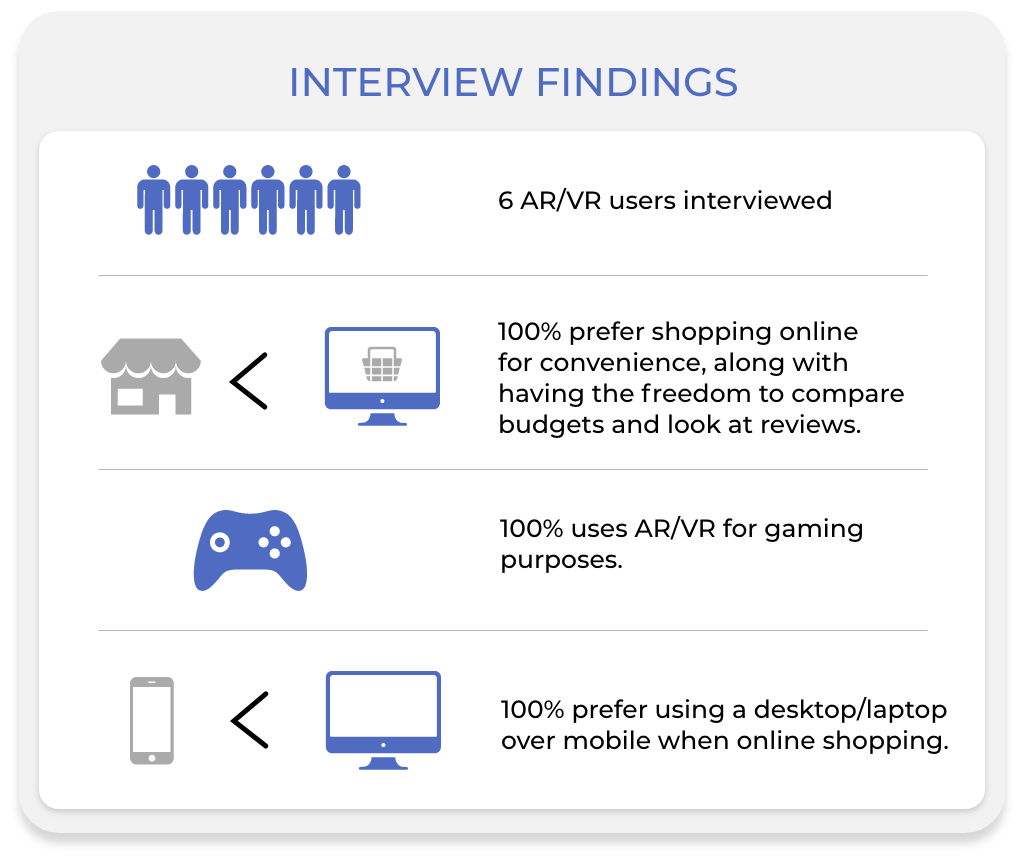 INTERVIEW FINDINGS
6 AR/VR users interviewed
100% prefer shopping online
for convenience, along with
having the freedom to compare
budgets and look at reviews.
100% uses AR/VR for gaming
purposes.
100% prefer using a desktop/laptop
over mobile when online shopping.